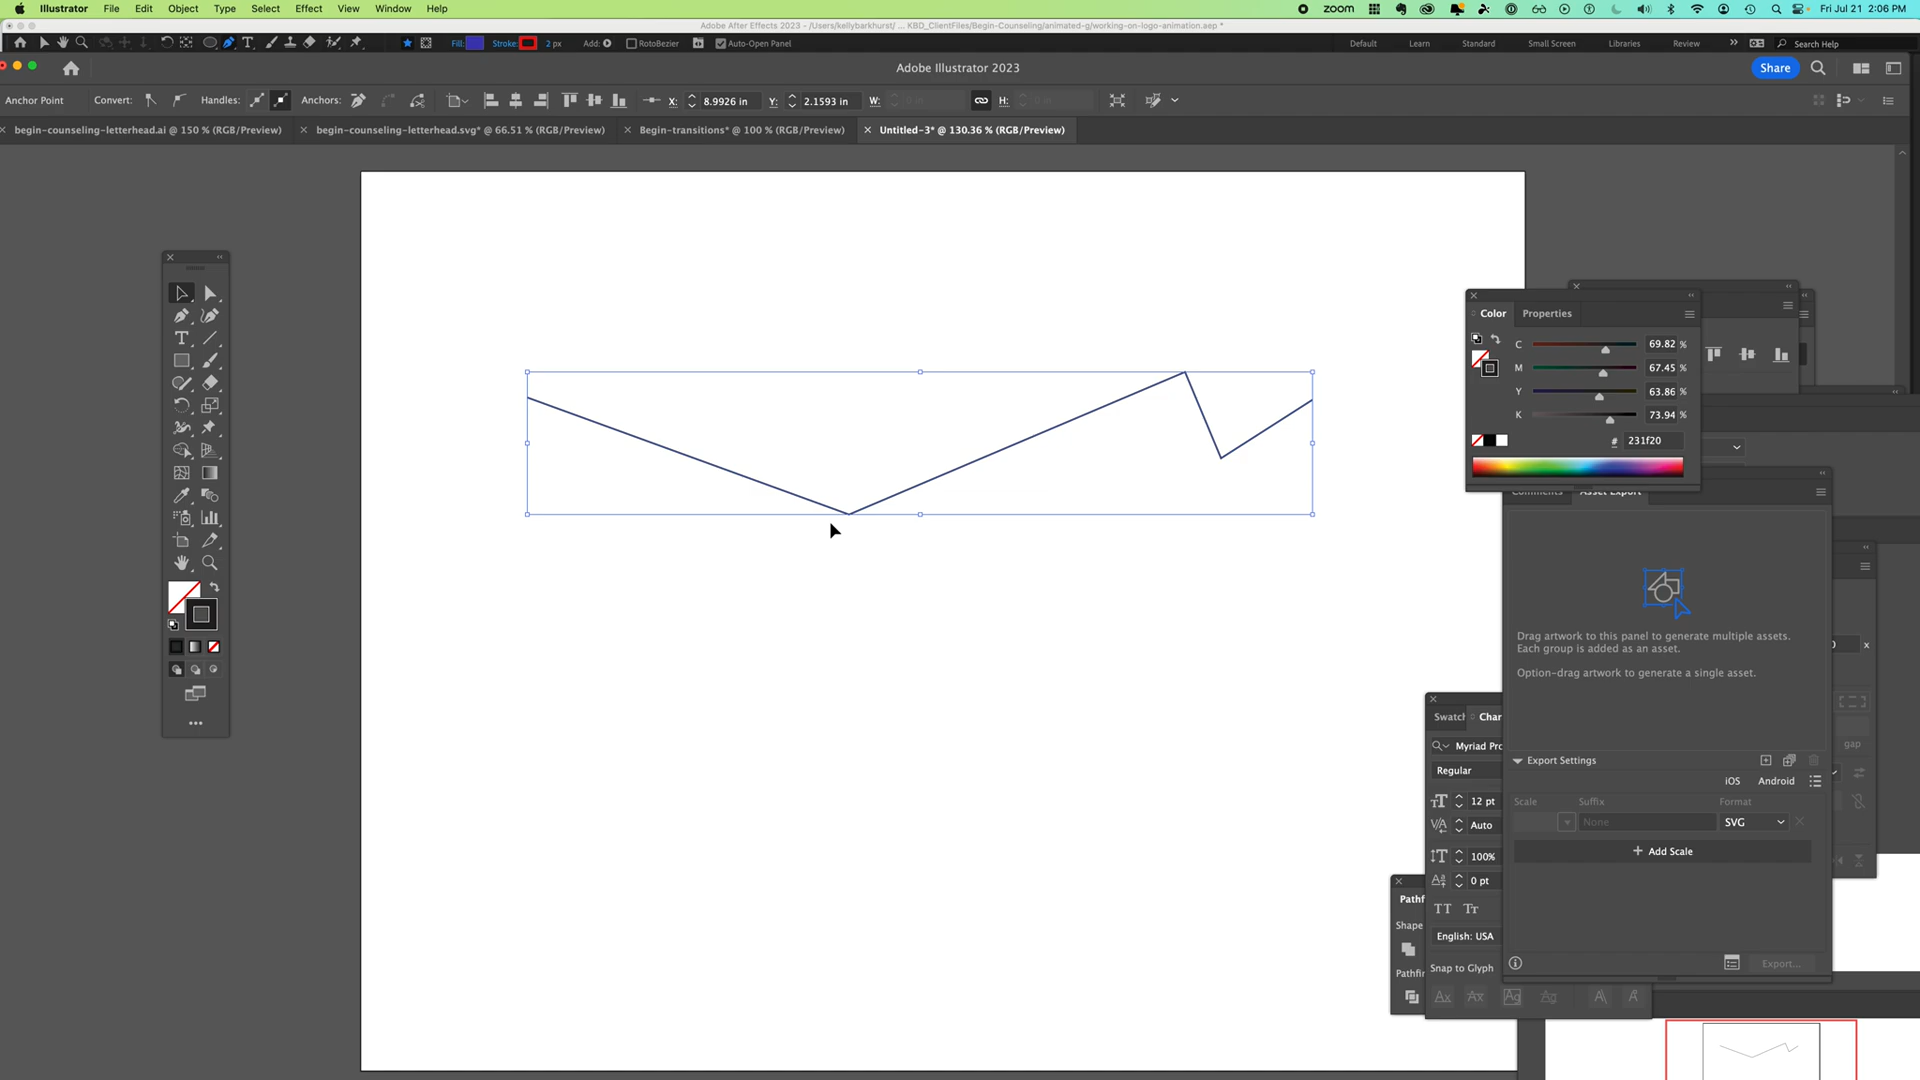 Illustrator File Edit Object Type Select Effect View Window Help zoom Fri Jul 21 2:06 PM
Adobe After Effects 2023 - /Users/kellybarkhurst/ KBD_ClientFiles/Begin-Counseling/animated-g/working-on-logo-animation.aep *
Fill: Stroke: 2 px Add: RotoBezier Auto-Open Panel Default Learn Standard Small Screen Libraries Review Search Help
Adobe Illustrator 2023
Share
Anchor Point Convert: Handles: Anchors: X: 8.9926 in Y: 2.1593 in W: 0 in H: 0 in
begin-counseling-letterhead.ai @ 150 % (RGB/Preview) begin-counseling-letterhead.svg* @ 66.51 % (RGB/Preview) Begin-transitions* @ 100 % (RGB/Preview) Untitled-3* @ 130.36 % (RGB/Preview)
Color Properties
C 69.82 %
M 67.45 %
Y 63.86 %
K 73.94 %
# 231f20
Comments Asset Export
Drag artwork to this panel to generate multiple assets.
Each group is added as an asset.
Option-drag artwork to generate a single asset.
Swatch Char
Myriad Pro
Regular
gap
Export Settings
iOS Android
Scale Suffix Format
None SVG
12 pt
Auto
+ Add Scale
100%
0 pt
Pathf
TT Tr
Shape
English: USA
Export...
Snap to Glyph
Pathfin